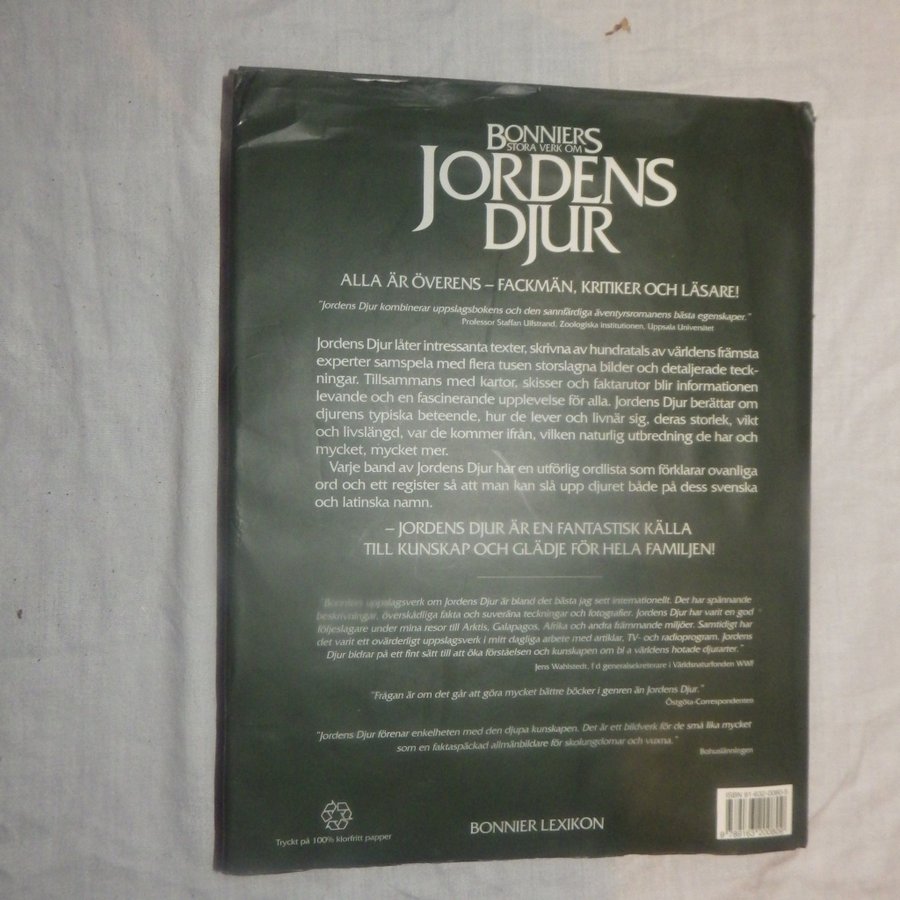 BONNIERS
STORA VERK OM
JORDENS
DJUR
ALLA ÄR ÖVERENS – FACKMÄN, KRITIKER OCH LÄSARE!
"Jordens Djur kombinerar uppslagsbokens och den sannfärdiga äventyrsromanens bästa egenskaper."
Professor Staffan Ulfstrand, Zoologiska institutionen, Uppsala Universitet
Jordens Djur låter intressanta texter, skrivna av hundratals av världens främsta
experter samspela med flera tusen storslagna bilder och detaljerade teck-
ningar. Tillsammans med kartor, skisser och faktarutor blir informationen
levande och en fascinerande upplevelse för alla. Jordens Djur berättar om
djurens typiska beteende, hur de lever och livnär sig, deras storlek, vikt
och livslängd, var de kommer ifrån, vilken naturlig utbredning de har och
mycket, mycket mer.
Varje band av Jordens Djur har en utförlig ordlista som förklarar ovanliga
ord och ett register så att man kan slå upp djuret både på dess svenska
och latinska namn.
– JORDENS DJUR ÄR EN FANTASTISK KÄLLA
TILL KUNSKAP OCH GLÄDJE FÖR HELA FAMILJEN!
"Bonniers uppslagsverk om Jordens Djur är bland det bästa jag sett internationellt. Det har spännande
beskrivningar, överskådliga fakta och suveräna teckningar och fotografier. Jordens Djur har varit en god
följeslagare under mina resor till Arktis, Galapagos, Afrika och andra främmande miljöer. Samtidigt har
det varit ett ovärderligt uppslagsverk i mitt dagliga arbete med artiklar, TV- och radioprogram. Jordens
Djur bidrar på ett fint sätt till att öka förståelsen och kunskapen om bl a världens hotade djurarter."
Jens Wahlstedt, f d generalsekreterare i Världsnaturfonden WWF
"Frågan är om det går att göra mycket bättre böcker i genren än Jordens Djur."
Östgöta-Correspondenten
"Jordens Djur förenar enkelheten med den djupa kunskapen. Det är ett bildverk för de små lika mycket
som en faktaspäckad allmänbildare för skolungdomar och vuxna."
Bohusläningen
Tryckt på 100% klorfritt papper
BONNIER LEXIKON
ISBN 91-632-0080-5